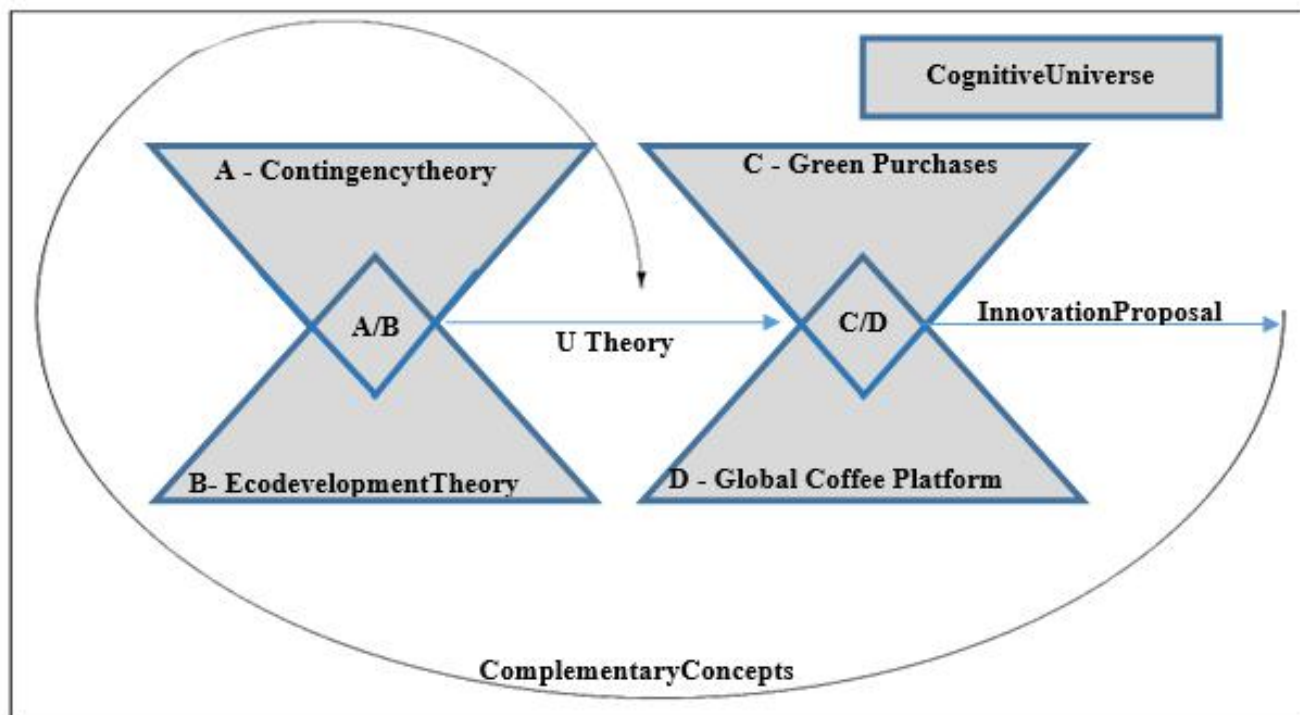 CognitiveUniverse
A - Contingencytheory
C - Green Purchases
A/B
C/D
InnovationProposal
U Theory
B- EcodevelopmentTheory
D - Global Coffee Platform
ComplementaryConcepts